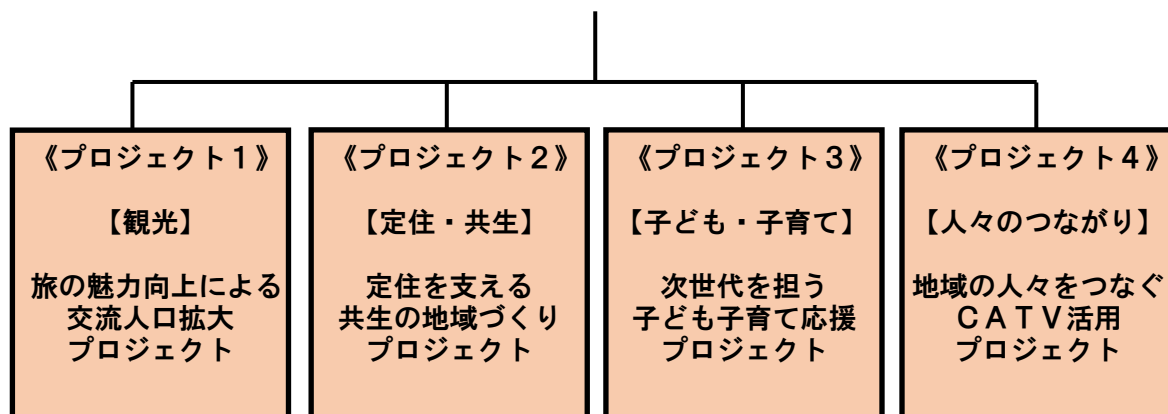 《プロジェクト１》
【観光】
旅の魅力向上による
交流人口拡大
プロジェクト
《プロジェクト２》
【定住・共生】
定住を支える
共生の地域づくり
プロジェクト
《プロジェクト３》
【子ども・子育て】
次世代を担う
子ども子育て応援
プロジェクト
《プロジェクト４》
【人々のつながり】
地域の人々をつなぐ
ＣＡＴＶ活用
プロジェクト